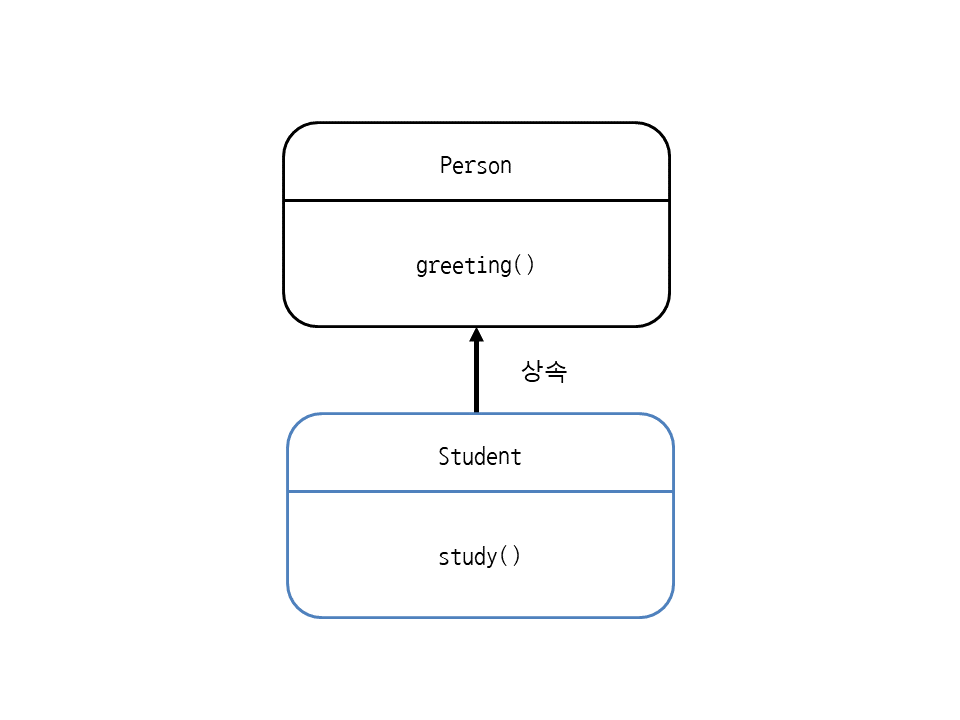 Person
greeting()
상속
Student
study()